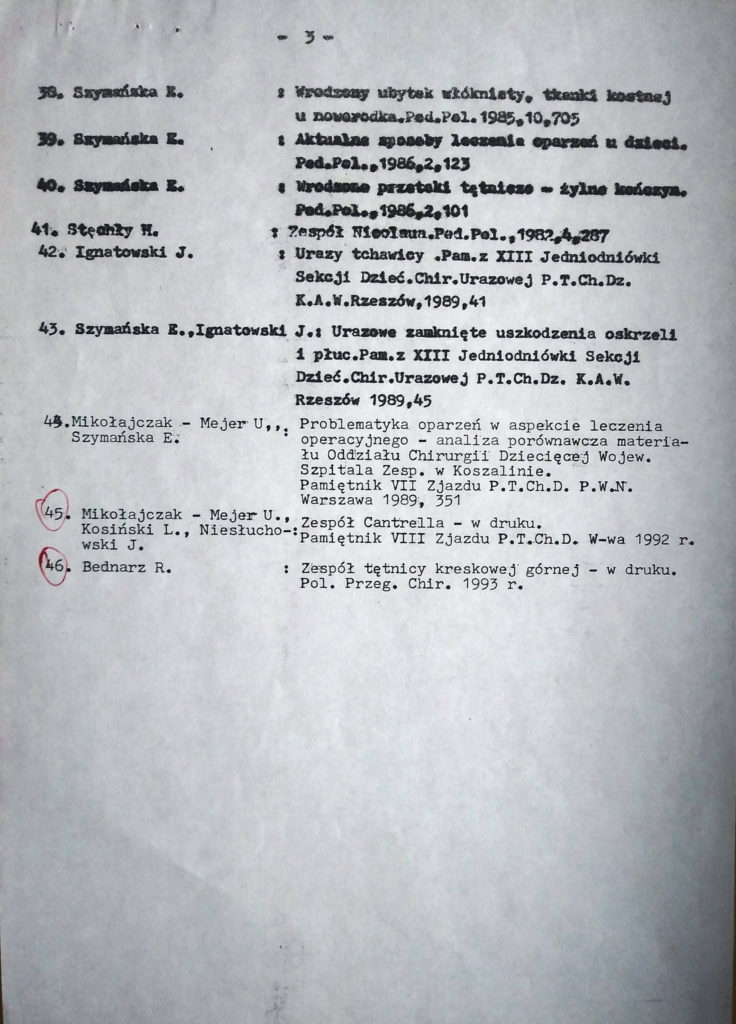 - 3 -
38. Szymańska E. : Wrodzony ubytek włóknisty, tkanki kostnej
u noworodka.Ped.Pol.1985,10,705
39. Szymańska E. : Aktualne sposoby leczenia oparzeń u dzieci.
Ped.Pol.,1986,2,123
40. Szymańska E. : Wrodzone przetoki tętniczo - żylne kończyn.
Ped.Pol.,1986,2,101
41. Stęchły M. : Zespół Nicolaua.Ped.Pol.,1982,4,287
42. Ignatowski J. : Urazy tchawicy .Pam.z XIII Jedniodniówki
Sekcji Dzieć.Chir.Urazowej P.T.Ch.Dz.
K.A.W.Rzeszów,1989,41
43. Szymańska E.,Ignatowski J.: Urazowe zamknięte uszkodzenia oskrzeli
i płuc.Pam.z XIII Jedniodniówki Sekcji
Dzieć.Chir.Urazowej P.T.Ch.Dz. K.A.W.
Rzeszów 1989,45
Mikołajczak - Mejer U,,. Problematyka oparzeń w aspekcie leczenia
Szymańska E. : operacyjnego - analiza porównawcza materia-
łu Oddziału Chirurgii Dziecięcej Wojew.
Szpitala Zesp. w Koszalinie.
Pamiętnik VII Zjazdu P.T.Ch.D. P.W.N.
Warszawa 1989, 351
45. Mikołajczak - Mejer U.,
Kosiński L., Niesłucho-: Zespół Cantrella - w druku.
wski J. Pamiętnik VIII Zjazdu P.T.Ch.D. W-wa 1992 r.
46. Bednarz R. : Zespół tętnicy kreskowej górnej - w druku.
Pol. Przeg. Chir. 1993 r.